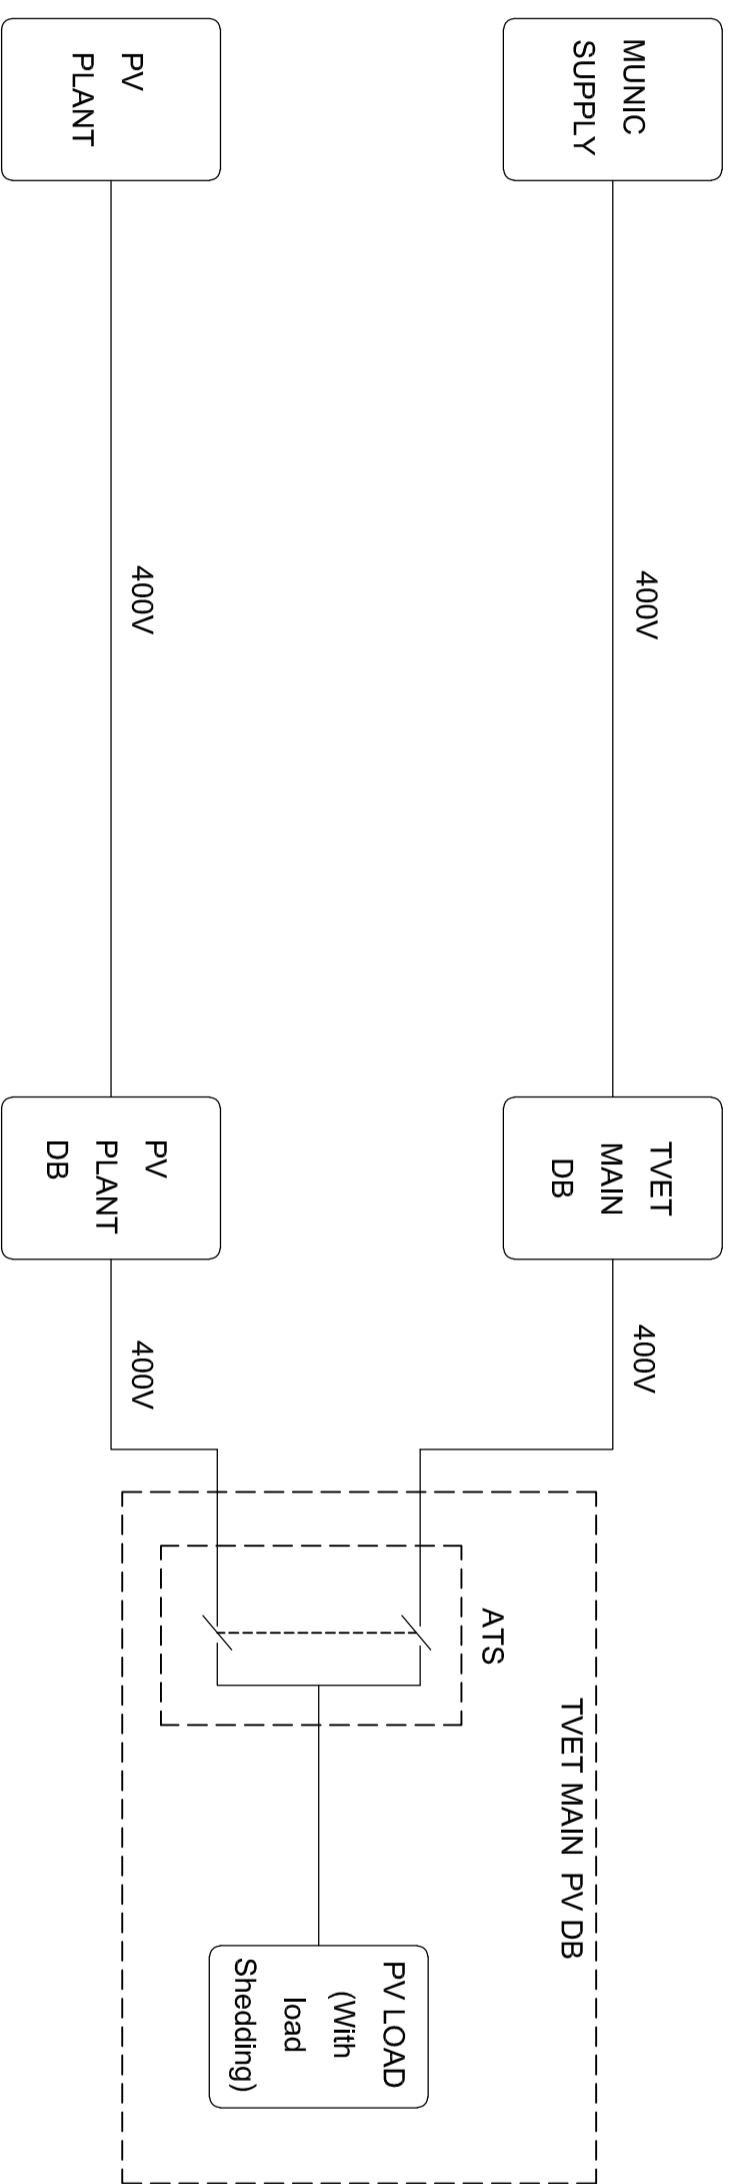 MUNIC
SUPPLY
400V
TVET
MAIN
DB
400V
PV
PLANT
400V
PV
PLANT
DB
400V
ATS
TVET MAIN PV DB
PV LOAD
(With
load
Shedding)